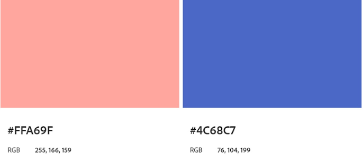 #FFA69F #4C68C7
RGB 255, 166, 159 RGB 76, 104, 199